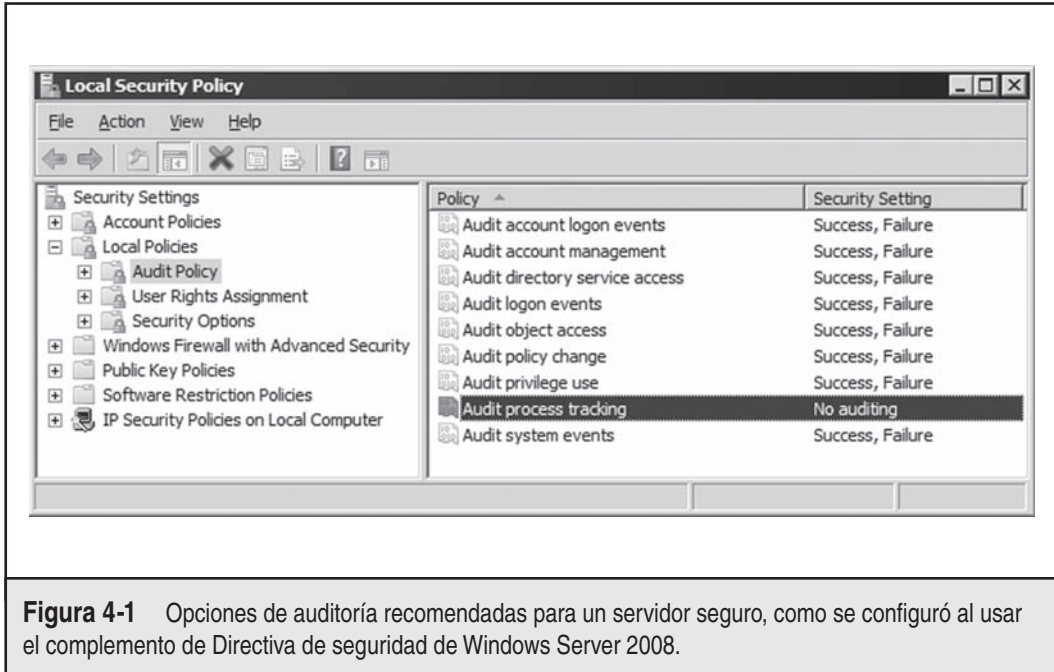 Local Security Policy
File Action View Help
Security Settings
Account Policies
Local Policies
Audit Policy
User Rights Assignment
Security Options
Windows Firewall with Advanced Security
Public Key Policies
Software Restriction Policies
IP Security Policies on Local Computer
Policy Security Setting
Audit account logon events Success, Failure
Audit account management Success, Failure
Audit directory service access Success, Failure
Audit logon events Success, Failure
Audit object access Success, Failure
Audit policy change Success, Failure
Audit privilege use Success, Failure
Audit process tracking No auditing
Audit system events Success, Failure
Figura 4-1 Opciones de auditoría recomendadas para un servidor seguro, como se configuró al usar
el complemento de Directiva de seguridad de Windows Server 2008.